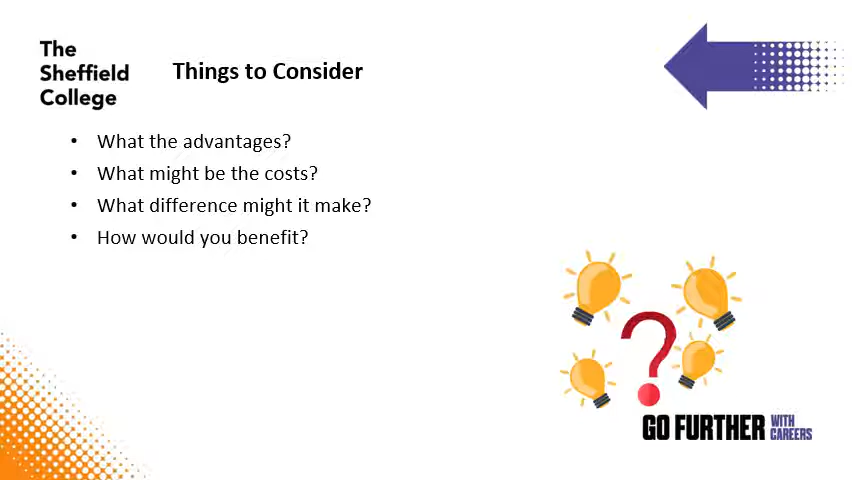 The
Sheffield
College
Things to Consider
• What the advantages?
• What might be the costs?
• What difference might it make?
• How would you benefit?
?
GO FURTHER WITH
CAREERS